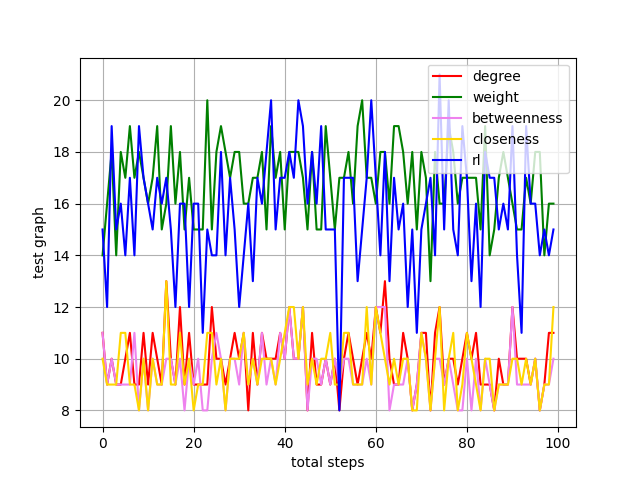 degree
weight
betweenness
closeness
rl
20
18
16
14
12
10
8
test graph
0 20 40 60 80 100
total steps